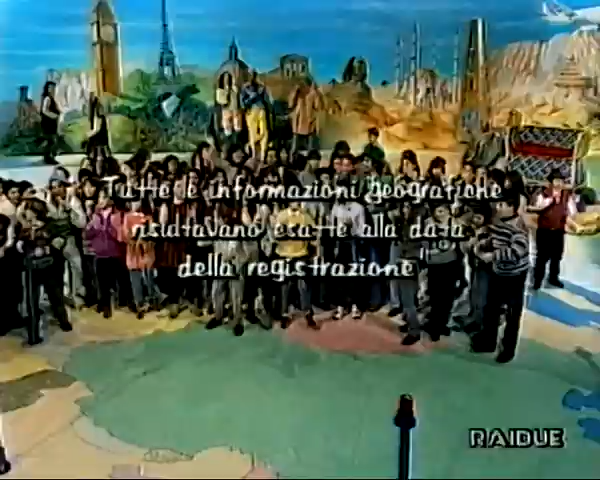 Tutte le informazioni geografiche
risultavano esatte alla data
della registrazione
RAIDUE